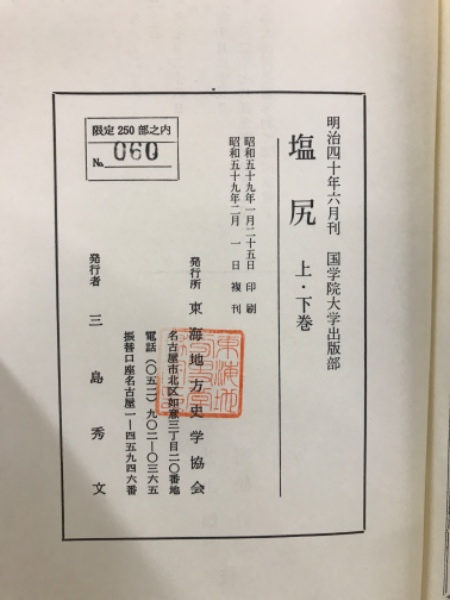 明治四十年六月刊 国学院大学出版部
塩尻 上・下巻
昭和五十九年一月二十五日 印刷
昭和五十九年二月 一日 複刊
発行所 東海地方史学協会
名古屋市北区如意三丁目二〇番地
電話(〇五二)九〇二―〇三六五
振替口座名古屋一―四五九四六番
発行者 三島秀文
限定250部之内
No. 060